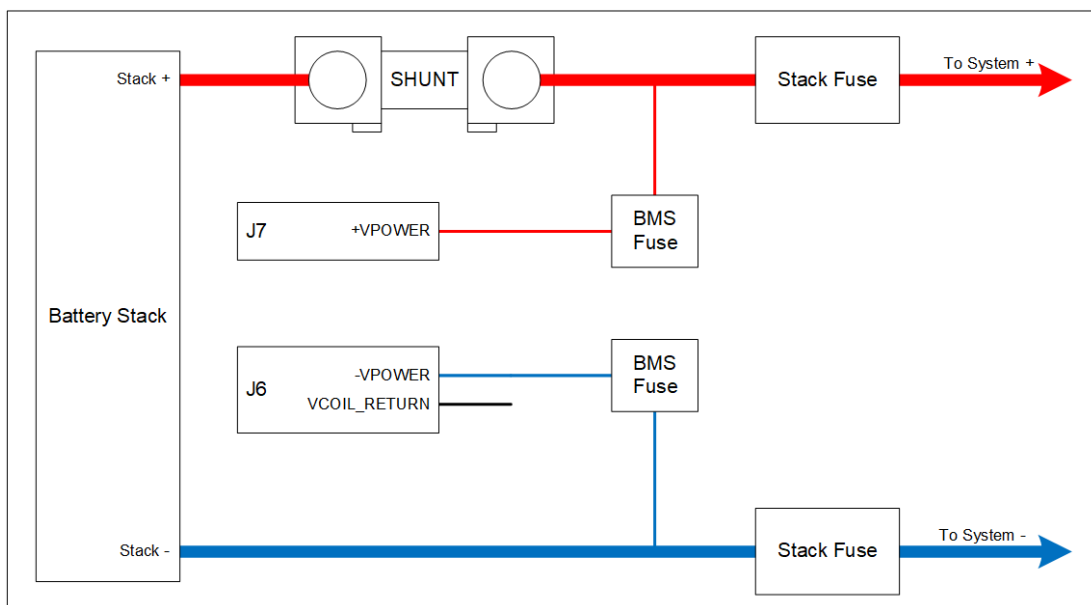 Stack +
SHUNT
Stack Fuse
To System +
J7
+VPOWER
BMS
Fuse
Battery Stack
J6
-VPOWER
VCOIL_RETURN
BMS
Fuse
Stack -
Stack Fuse
To System -